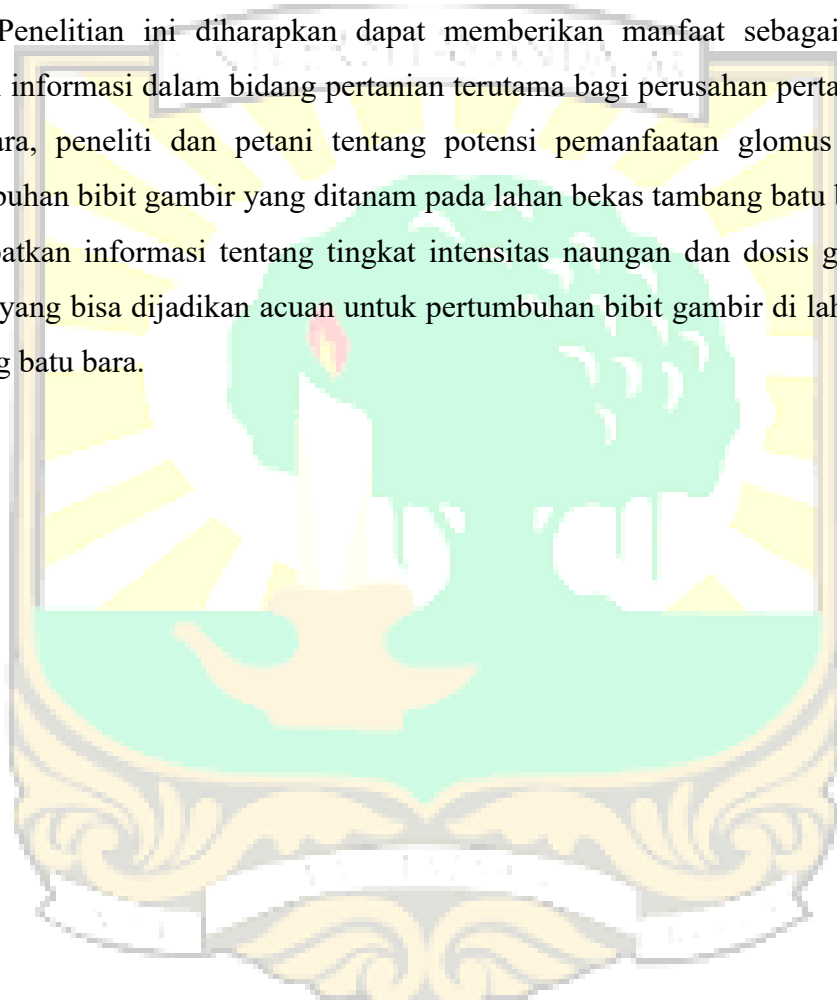 Penelitian ini diharapkan dapat memberikan manfaat sebagai
informasi dalam bidang pertanian terutama bagi perusahan perta
ara, peneliti dan petani tentang potensi pemanfaatan glomus
buhan bibit gambir yang ditanam pada lahan bekas tambang batu b
patkan informasi tentang tingkat intensitas naungan dan dosis g
yang bisa dijadikan acuan untuk pertumbuhan bibit gambir di lah
g batu bara.